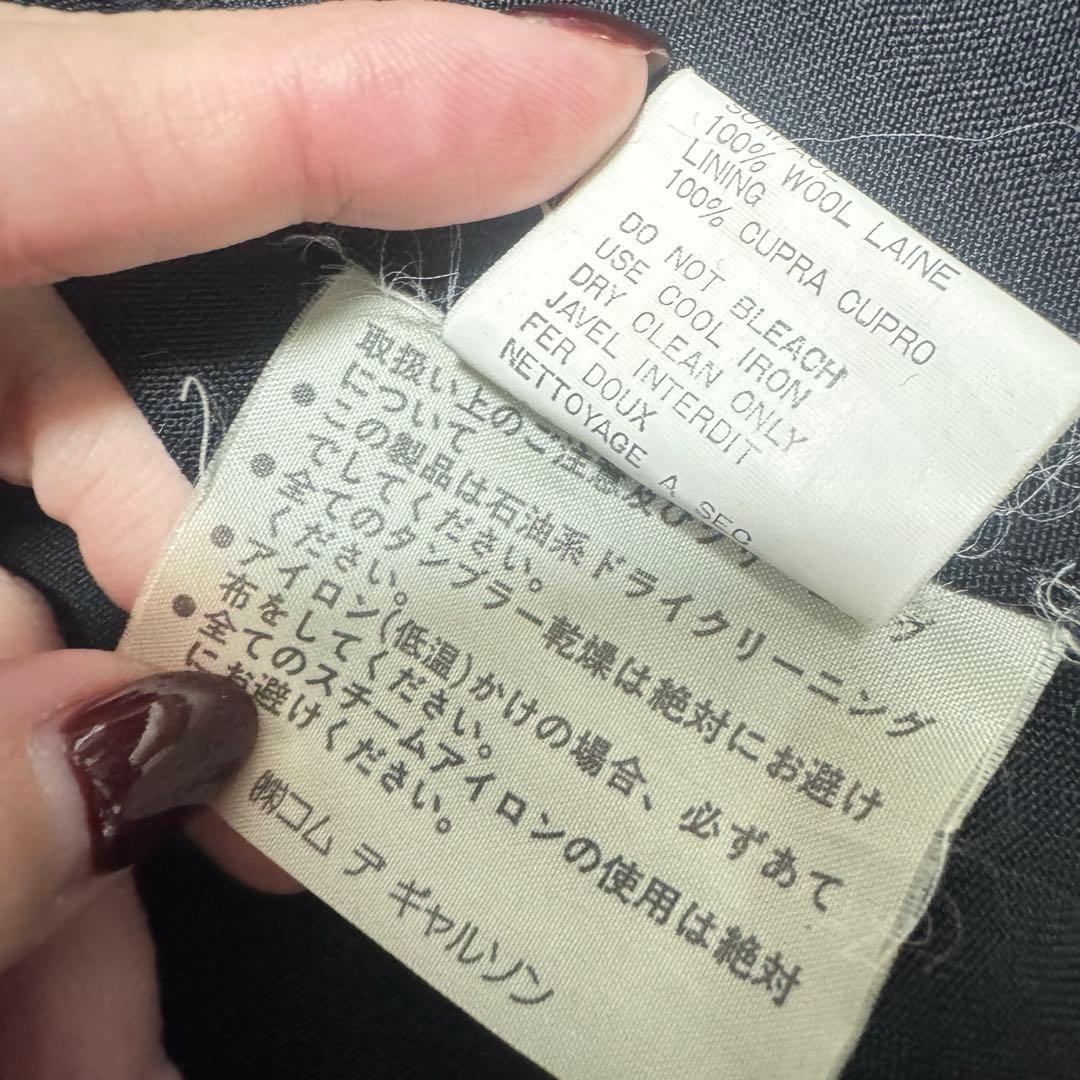 100% WOOL LAINE
LINING
100% CUPRA CUPRO
DO NOT BLEACH
USE COOL IRON
DRY CLEAN ONLY
JAVEL INTERDIT
FER DOUX
NETTOYAGE A SEC
取扱い上のご注意及び
について
● この製品は石油系ドライクリーニング
でしてください。
● 全てのタンブラー乾燥は絶対にお避け
ください。
● アイロン(低温)かけの場合、必ずあて
布をしてください。
● 全てのスチームアイロンの使用は絶対
にお避けください。
㈱コム デ ギャルソン